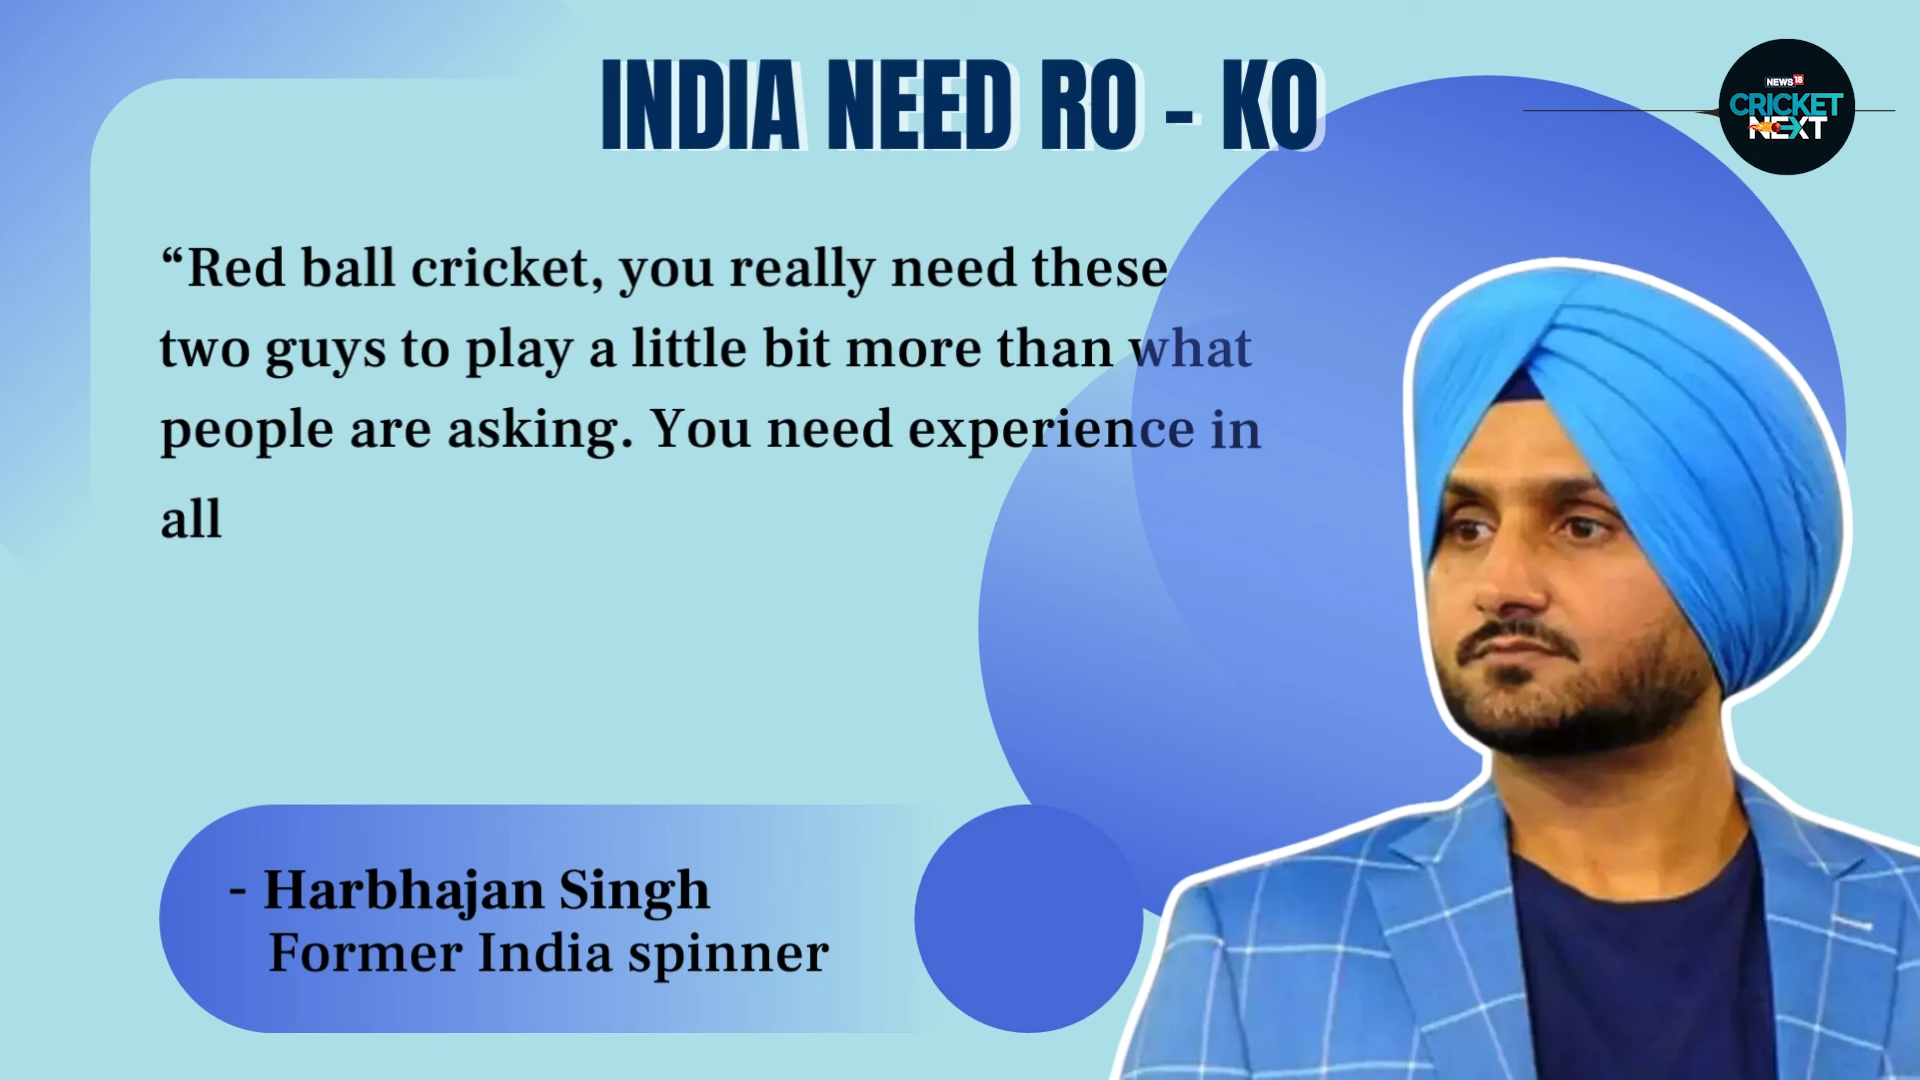 INDIA NEED RO - KO
NEWS18
CRICKET
NEXT
“Red ball cricket, you really need these
two guys to play a little bit more than what
people are asking. You need experience in
all
- Harbhajan Singh
Former India spinner